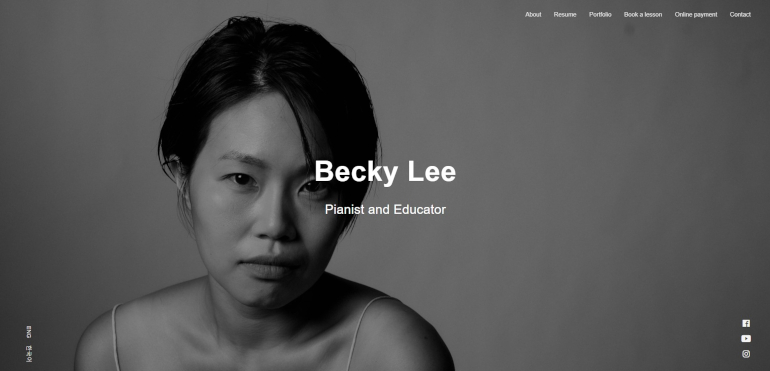 About Resume Portfolio Book a lesson Online payment Contact
Becky Lee
Pianist and Educator
ENG 한국어